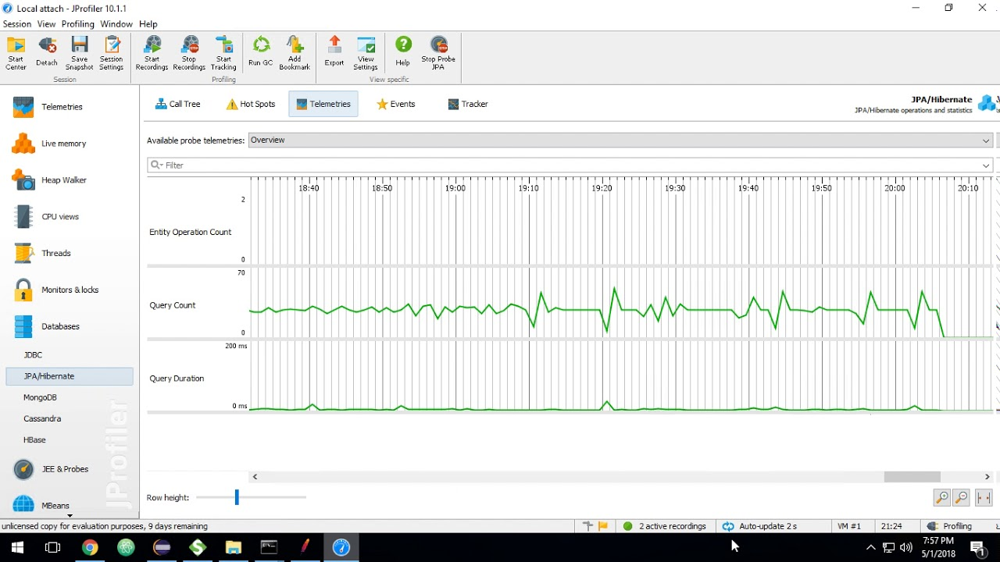 Local attach - JProfiler 10.1.1
Session View Profiling Window Help
Start Center
Detach
Save Snapshot
Session Settings
Start Recordings
Stop Recordings
Start Tracking
Run GC
Add Bookmark
Export
View Settings
Help
Stop Probe JPA
Session
Profiling
View specific
Telemetries
Live memory
Heap Walker
CPU views
Threads
Monitors & locks
Databases
JDBC
JPA/Hibernate
MongoDB
Cassandra
HBase
JEE & Probes
MBeans
JProfiler
Call Tree
Hot Spots
Telemetries
Events
Tracker
JPA/Hibernate
JPA/Hibernate operations and statistics
Available probe telemetries: Overview
Filter
18:40 18:50 19:00 19:10 19:20 19:30 19:40 19:50 20:00 20:10
2
Entity Operation Count
0
70
Query Count
0
200 ms
Query Duration
0 ms
Row height:
unlicensed copy for evaluation purposes, 9 days remaining
2 active recordings
Auto-update 2 s
VM #1
21:24
Profiling
7:57 PM
5/1/2018
1